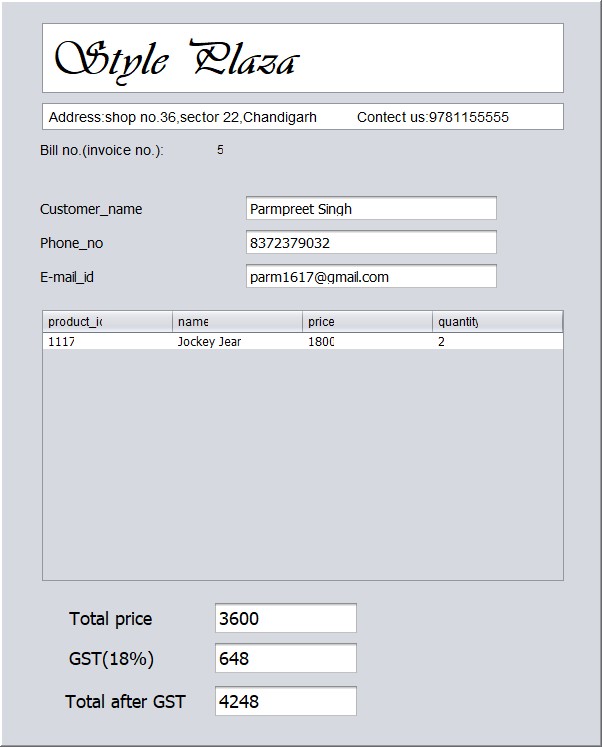 Style Plaza
Address:shop no.36,sector 22,Chandigarh Contect us:9781155555
Bill no.(invoice no.): 5
Customer_name Parmpreet Singh
Phone_no 8372379032
E-mail_id parm1617@gmail.com
product_id name price quantity
1117 Jockey Jear 1800 2
Total price 3600
GST(18%) 648
Total after GST 4248